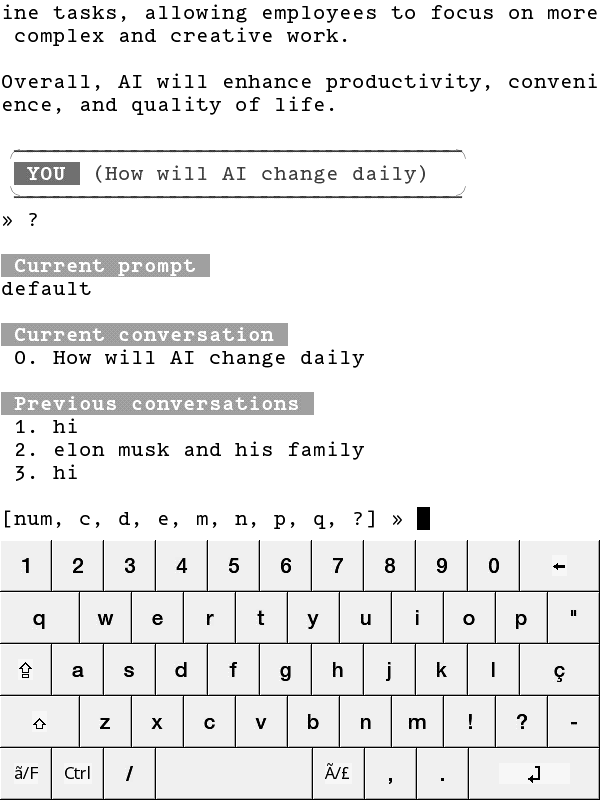 ine tasks, allowing employees to focus on more
complex and creative work.
Overall, AI will enhance productivity, conveni
ence, and quality of life.
YOU (How will AI change daily)
» ?
Current prompt
default
Current conversation
0. How will AI change daily
Previous conversations
1. hi
2. elon musk and his family
3. hi
[num, c, d, e, m, n, p, q, ?] »
1 2 3 4 5 6 7 8 9 0 ←
q w e r t y u i o p "
a s d f g h j k l ç
z x c v b n m ! ? -
ã/F Ctrl / Ã/£ , .